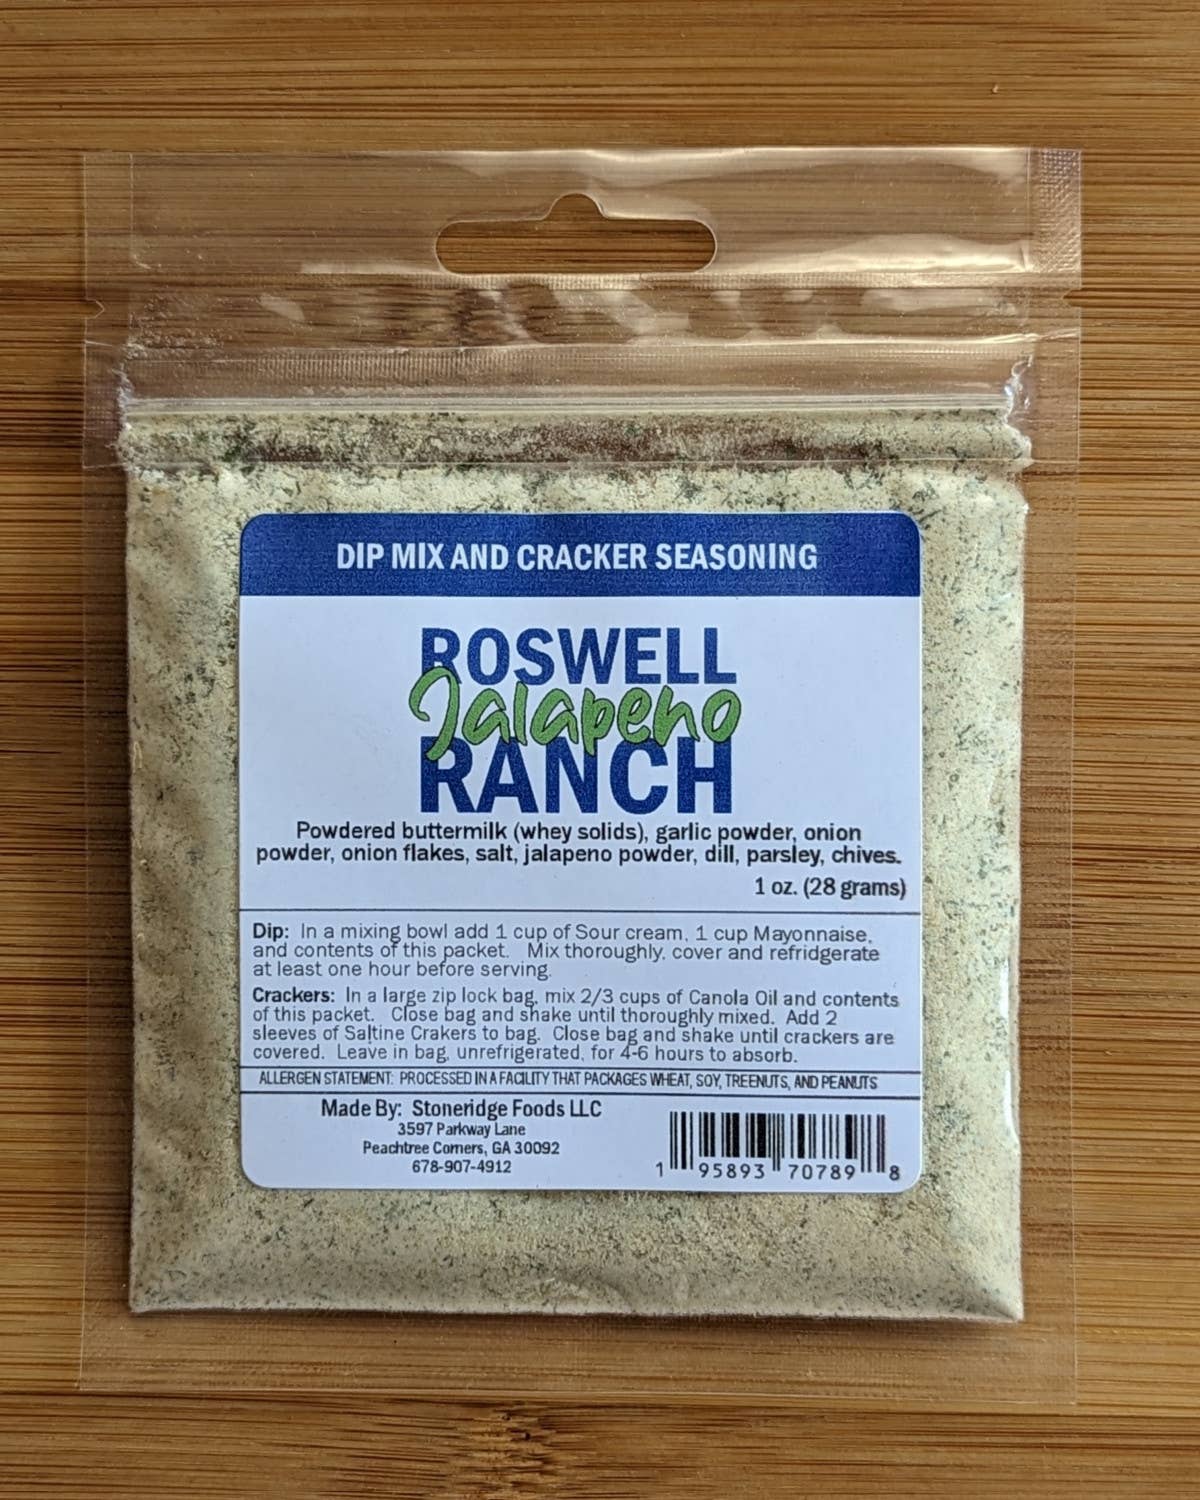 DIP MIX AND CRACKER SEASONING
ROSWELL
Jalapeno
RANCH
Powdered buttermilk (whey solids), garlic powder, onion
powder, onion flakes, salt, jalapeno powder, dill, parsley, chives.
1 oz. (28 grams)
Dip: In a mixing bowl add 1 cup of Sour cream, 1 cup Mayonnaise,
and contents of this packet. Mix thoroughly, cover and refridgerate
at least one hour before serving.
Crackers: In a large zip lock bag, mix 2/3 cups of Canola Oil and contents
of this packet. Close bag and shake until thoroughly mixed. Add 2
sleeves of Saltine Crakers to bag. Close bag and shake until crackers are
covered. Leave in bag, unrefrigerated, for 4-6 hours to absorb.
ALLERGEN STATEMENT: PROCESSED IN A FACILITY THAT PACKAGES WHEAT, SOY, TREENUTS, AND PEANUTS
Made By: Stoneridge Foods LLC
3597 Parkway Lane
Peachtree Corners, GA 30092
678-907-4912
1 95893 70789 8